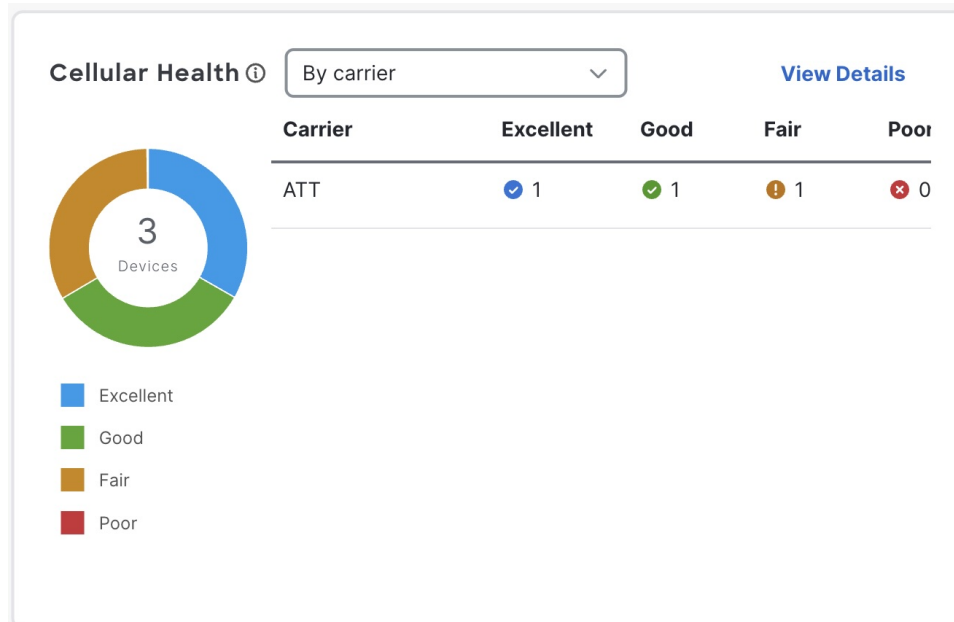 Cellular Health By carrier View Details
Carrier Excellent Good Fair Poor
ATT 1 1 1 0
3
Devices
Excellent
Good
Fair
Poor